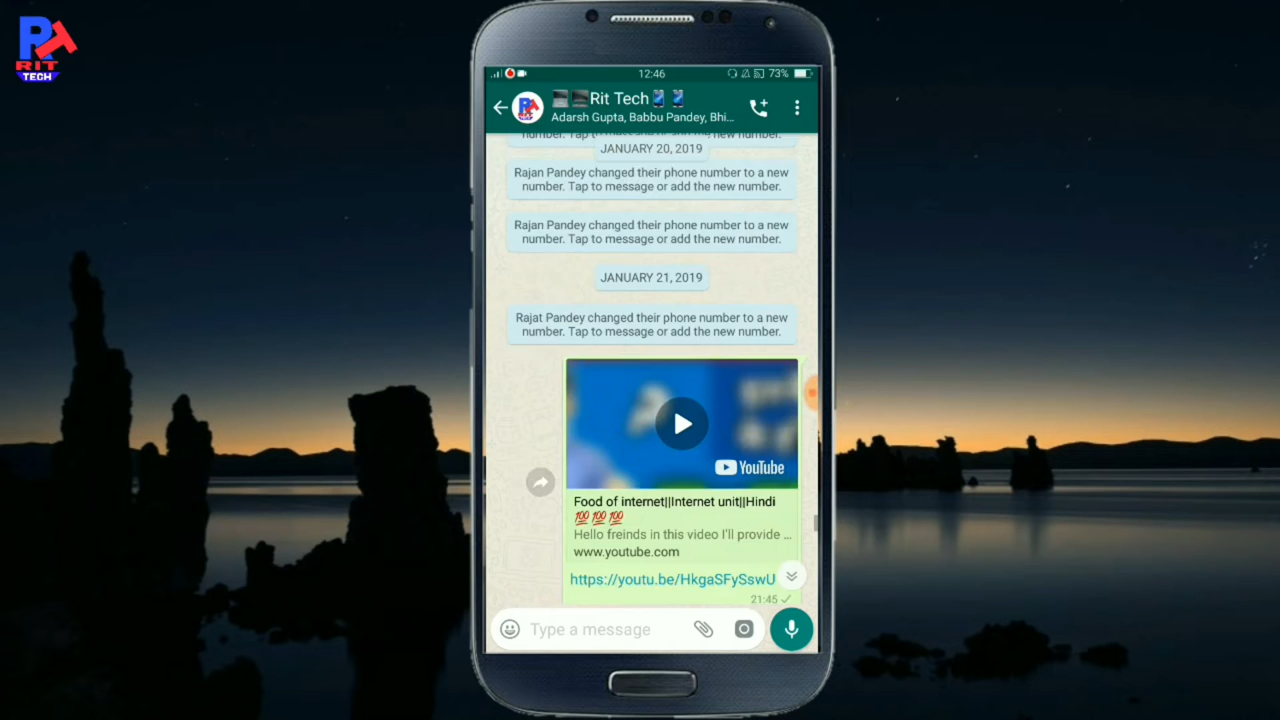 RIT
TECH
12:46
73%
Rit Tech
Adarsh Gupta, Babbu Pandey, Bhi...
JANUARY 20, 2019
Rajan Pandey changed their phone number to a new
number. Tap to message or add the new number.
Rajan Pandey changed their phone number to a new
number. Tap to message or add the new number.
JANUARY 21, 2019
Rajat Pandey changed their phone number to a new
number. Tap to message or add the new number.
YouTube
Food of internet||Internet unit||Hindi
💯💯💯
Hello freinds in this video I'll provide ...
www.youtube.com
https://youtu.be/HkgaSFySswU
21:45
Type a message